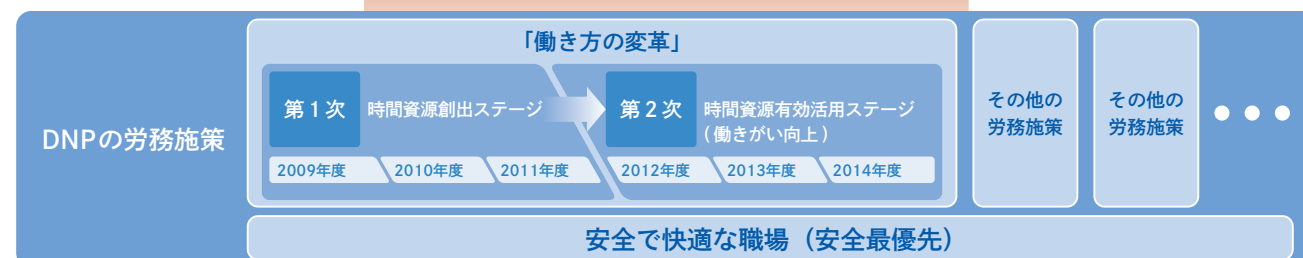 DNPの労務施策
「働き方の変革」
第1次
時間資源創出ステージ
2009年度
2010年度
2011年度
第2次
時間資源有効活用ステージ
(働きがい向上)
2012年度
2013年度
2014年度
その他の
労務施策
その他の
労務施策
●●●
安全で快適な職場（安全最優先）